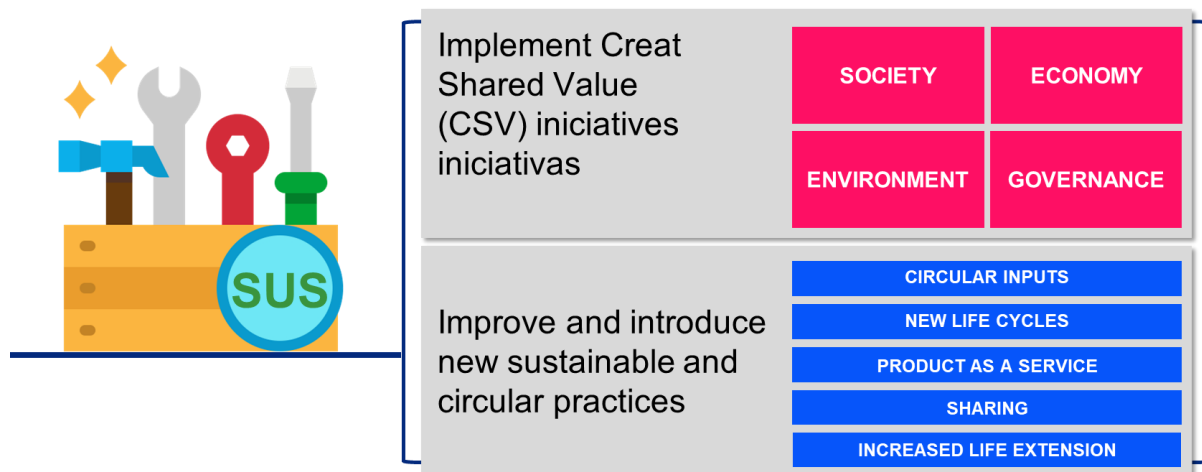 SUS
Implement Creat
Shared Value
(CSV) iniciatives
iniciativas
SOCIETY
ECONOMY
ENVIRONMENT
GOVERNANCE
Improve and introduce
new sustainable and
circular practices
CIRCULAR INPUTS
NEW LIFE CYCLES
PRODUCT AS A SERVICE
SHARING
INCREASED LIFE EXTENSION